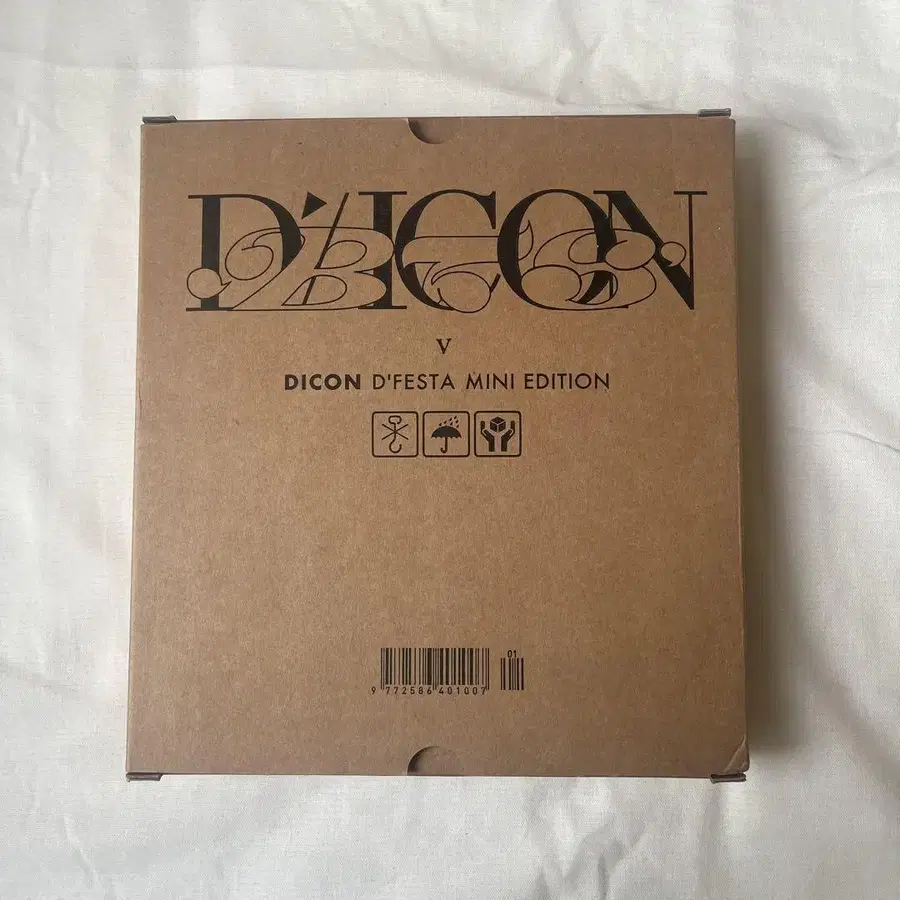 D'/ICON
V
DICON D'FESTA MINI EDITION
01
9 772586 401007